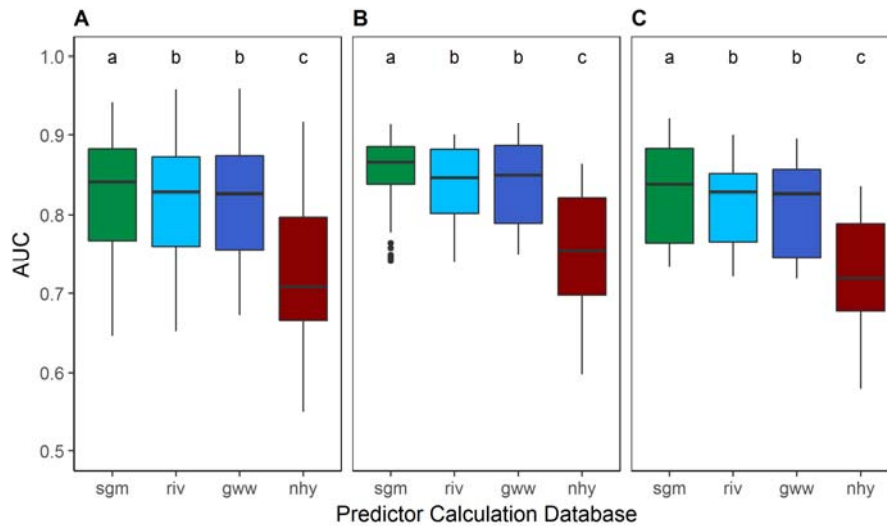 A B C
a b b c a b b c a b b c
1.0
0.9
0.8
0.7
0.6
0.5
AUC
sgm riv gww nhy sgm riv gww nhy sgm riv gww nhy
Predictor Calculation Database